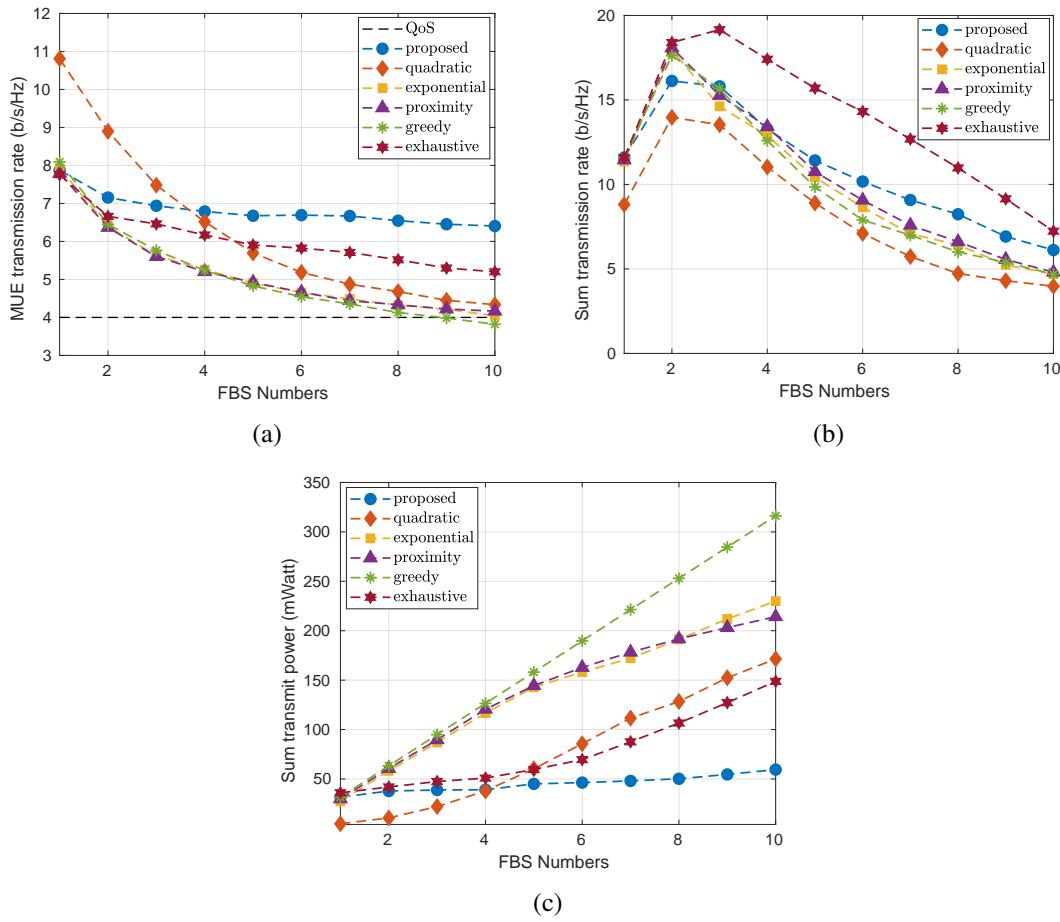 12
11
10
9
8
7
6
5
4
3
MUE transmission rate (b/s/Hz)
QoS
proposed
quadratic
exponential
proximity
greedy
exhaustive
2
4
6
8
10
FBS Numbers
(a)
20
15
10
5
0
Sum transmission rate (b/s/Hz)
proposed
quadratic
exponential
proximity
greedy
exhaustive
2
4
6
8
10
FBS Numbers
(b)
350
300
250
200
150
100
50
Sum transmit power (mWatt)
proposed
quadratic
exponential
proximity
greedy
exhaustive
2
4
6
8
10
FBS Numbers
(c)